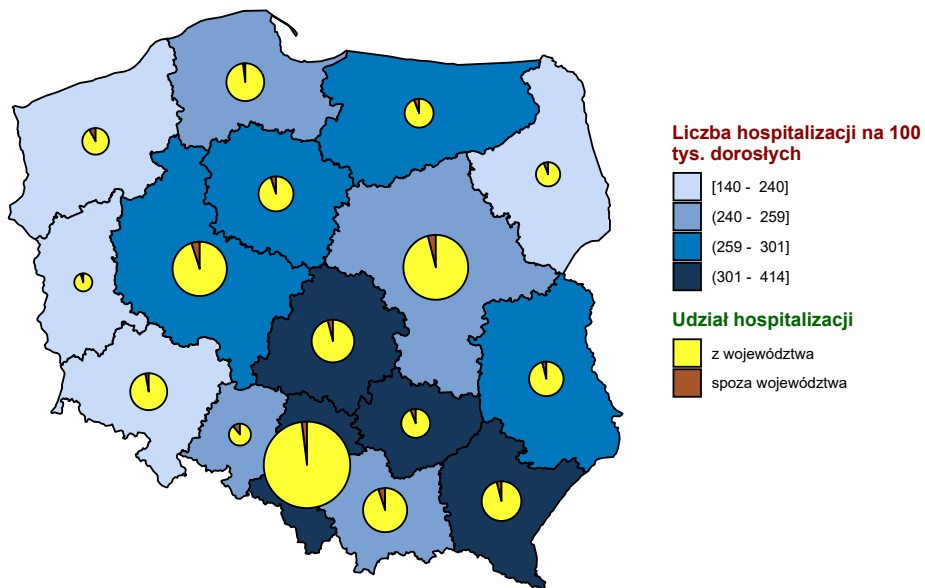 Liczba hospitalizacji na 100
tys. dorosłych
[140 - 240]
(240 - 259]
(259 - 301]
(301 - 414]
Udział hospitalizacji
z województwa
spoza województwa